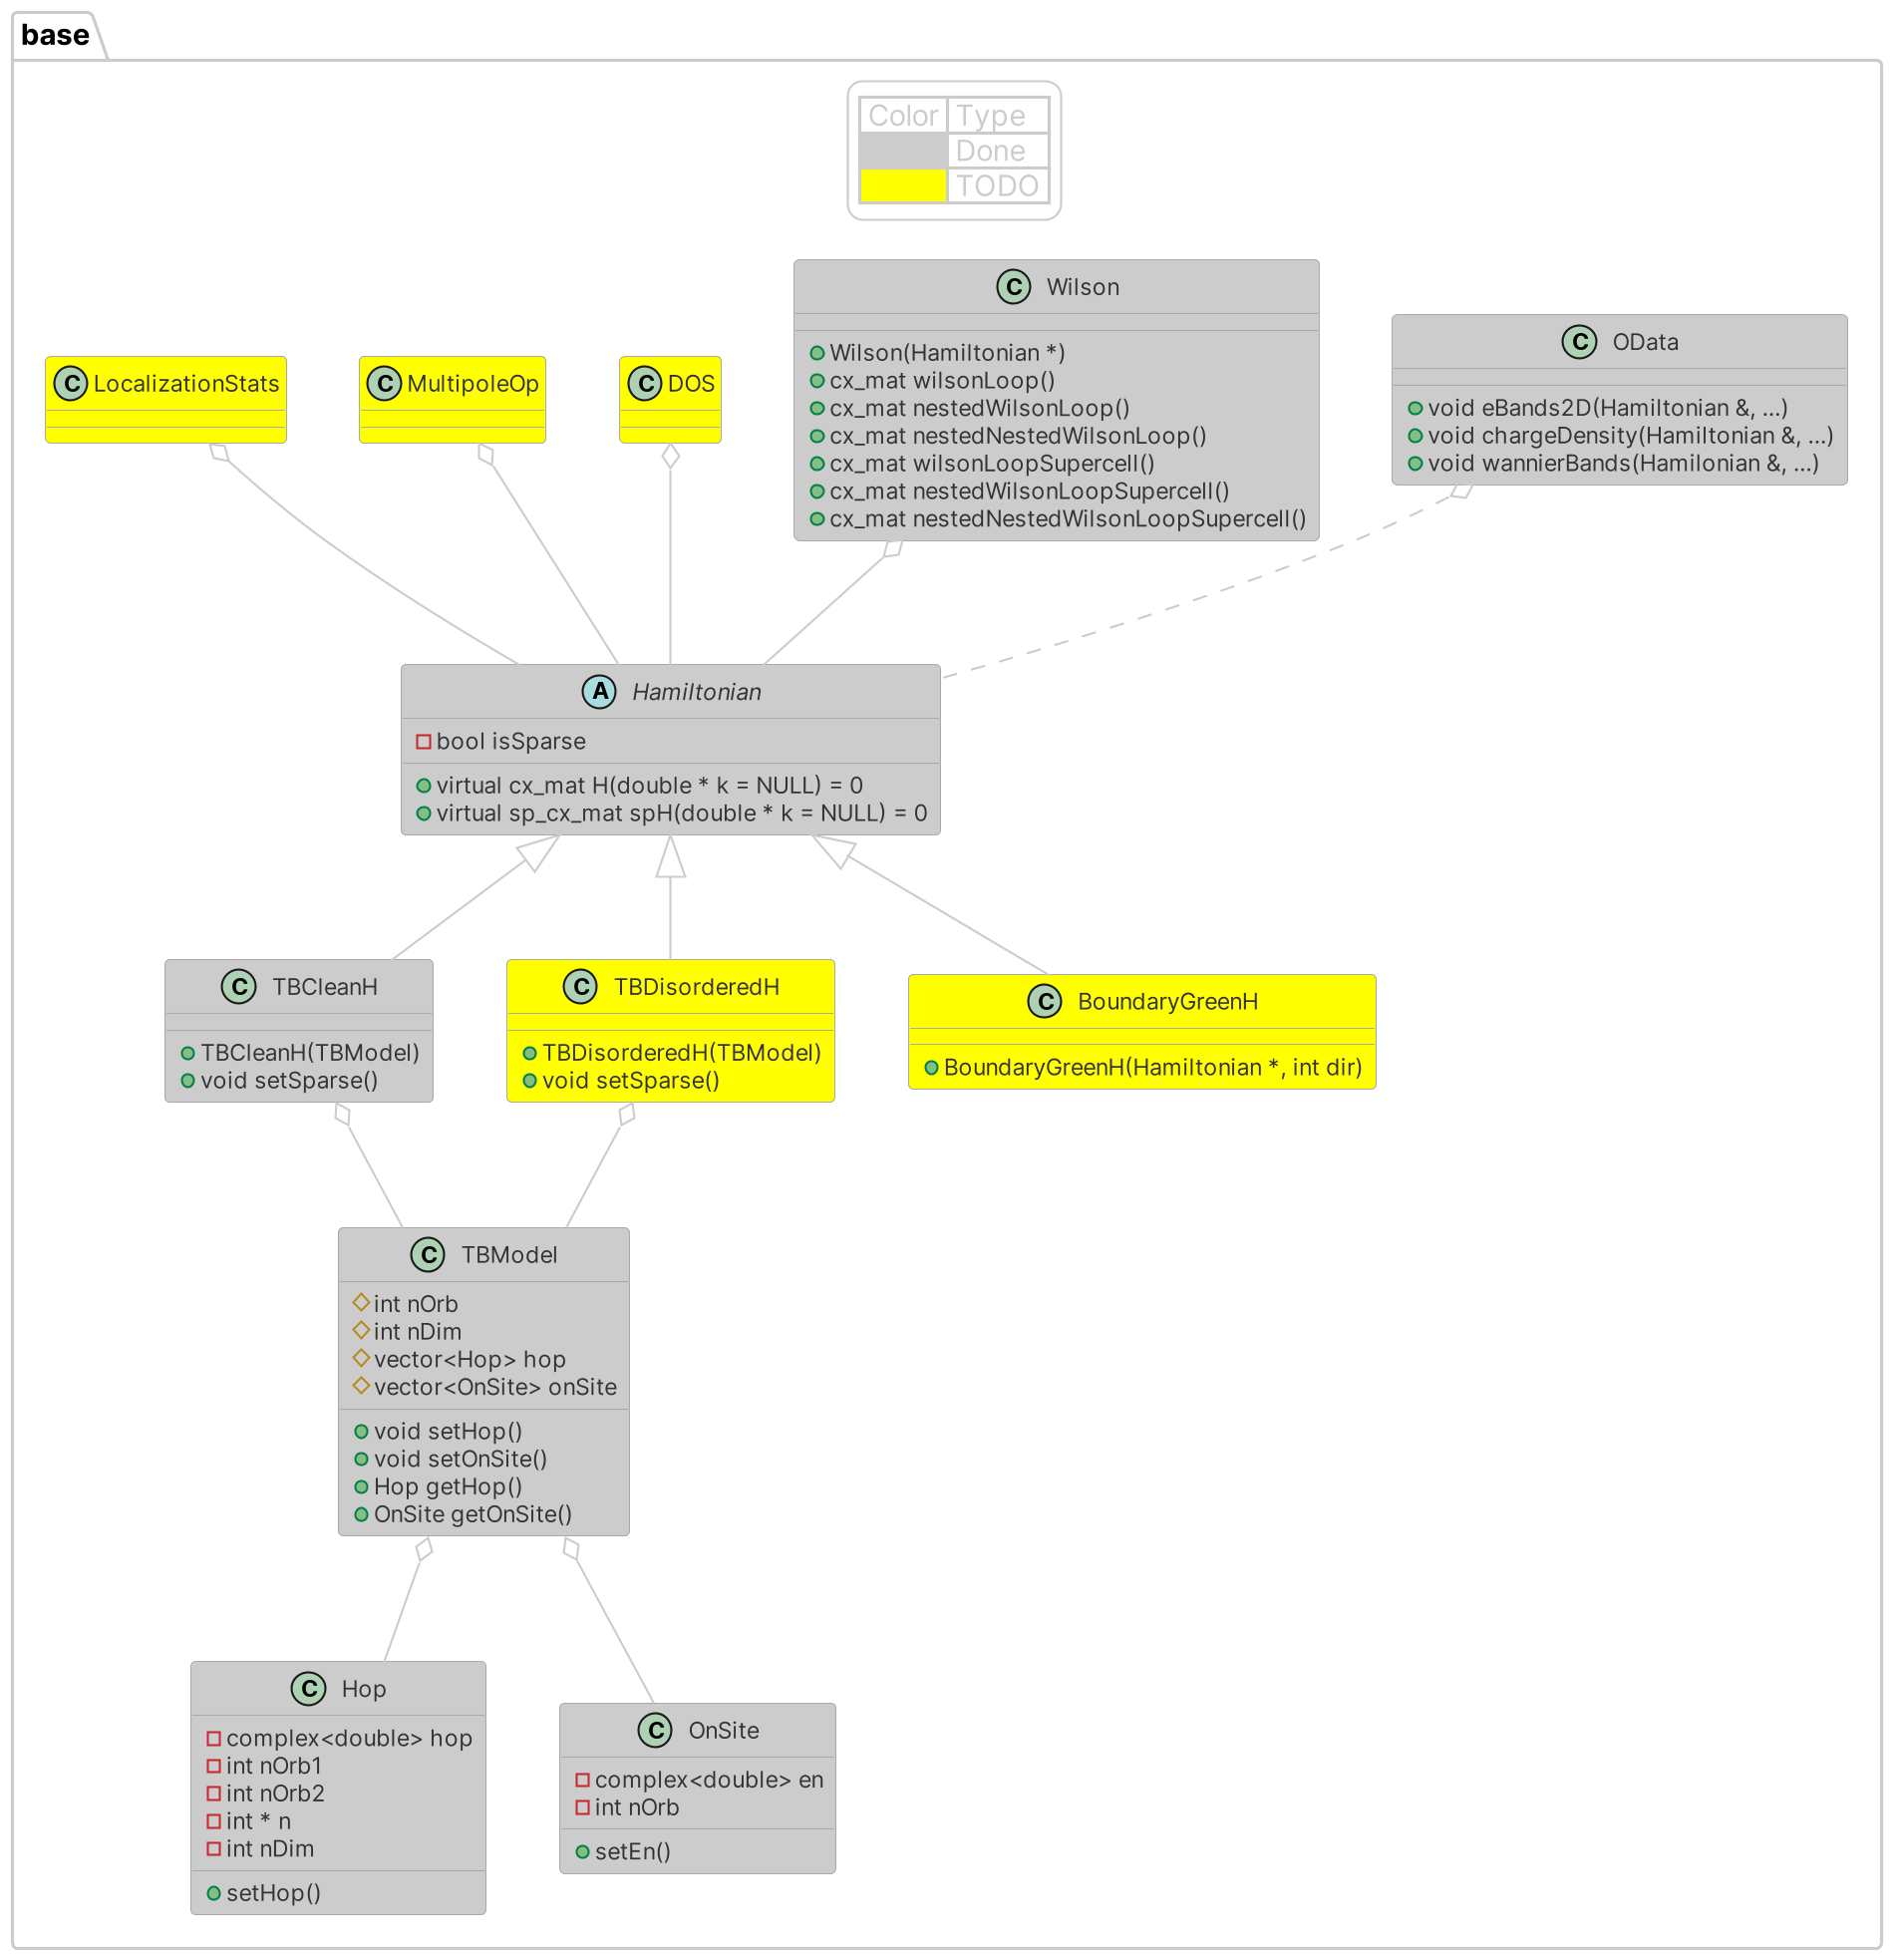 base
Color Type
Done
TODO
C Wilson
Wilson(Hamiltonian *)
cx_mat wilsonLoop()
cx_mat nestedWilsonLoop()
cx_mat nestedNestedWilsonLoop()
cx_mat wilsonLoopSupercell()
cx_mat nestedWilsonLoopSupercell()
cx_mat nestedNestedWilsonLoopSupercell()
C OData
void eBands2D(Hamiltonian &, ...)
void chargeDensity(Hamiltonian &, ...)
void wannierBands(Hamilonian &, ...)
C LocalizationStats
C MultipoleOp
C DOS
A Hamiltonian
bool isSparse
virtual cx_mat H(double * k = NULL) = 0
virtual sp_cx_mat spH(double * k = NULL) = 0
C TBCleanH
TBCleanH(TBModel)
void setSparse()
C TBDisorderedH
TBDisorderedH(TBModel)
void setSparse()
C BoundaryGreenH
BoundaryGreenH(Hamiltonian *, int dir)
C TBModel
int nOrb
int nDim
vector<Hop> hop
vector<OnSite> onSite
void setHop()
void setOnSite()
Hop getHop()
OnSite getOnSite()
C Hop
complex<double> hop
int nOrb1
int nOrb2
int * n
int nDim
setHop()
C OnSite
complex<double> en
int nOrb
setEn()